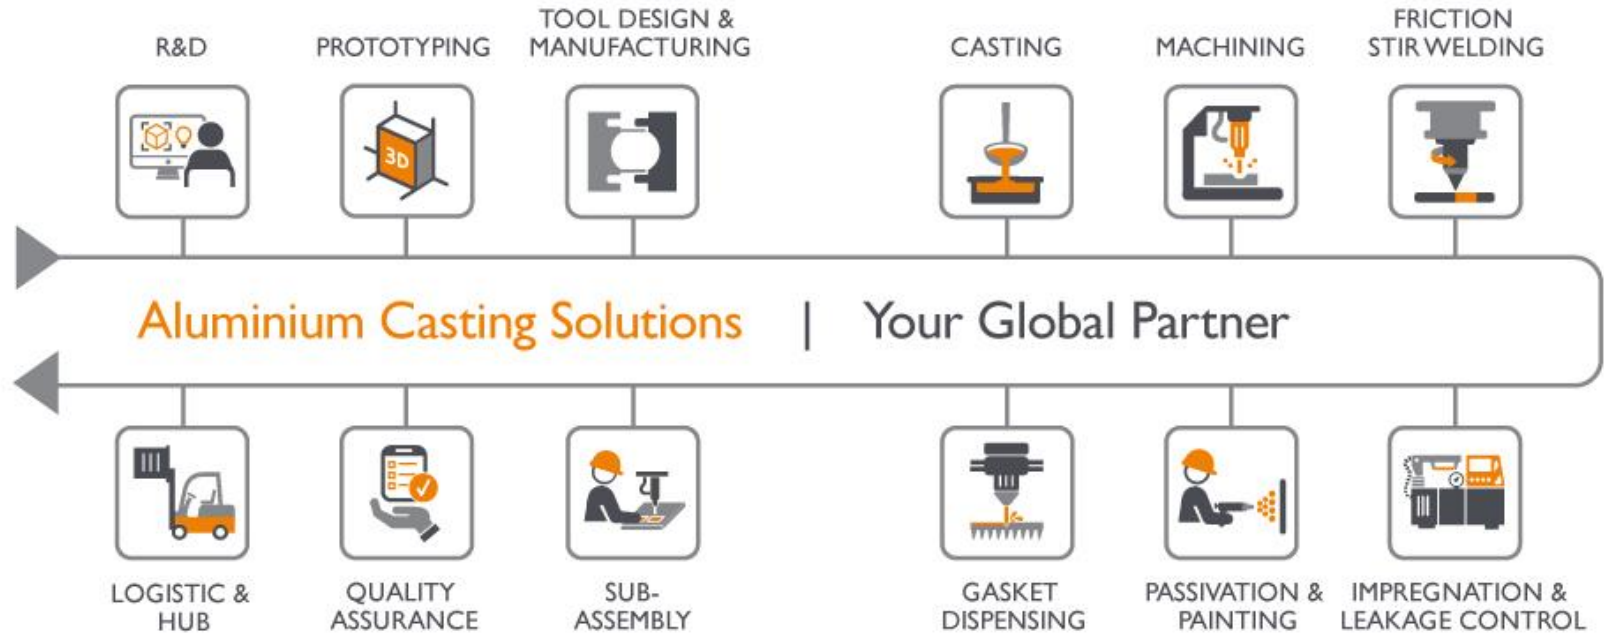 R&D
PROTOTYPING
TOOL DESIGN &
MANUFACTURING
CASTING
MACHINING
FRICTION
STIR WELDING
3D
Aluminium Casting Solutions | Your Global Partner
LOGISTIC &
HUB
QUALITY
ASSURANCE
SUB-
ASSEMBLY
GASKET
DISPENSING
PASSIVATION &
PAINTING
IMPREGNATION &
LEAKAGE CONTROL